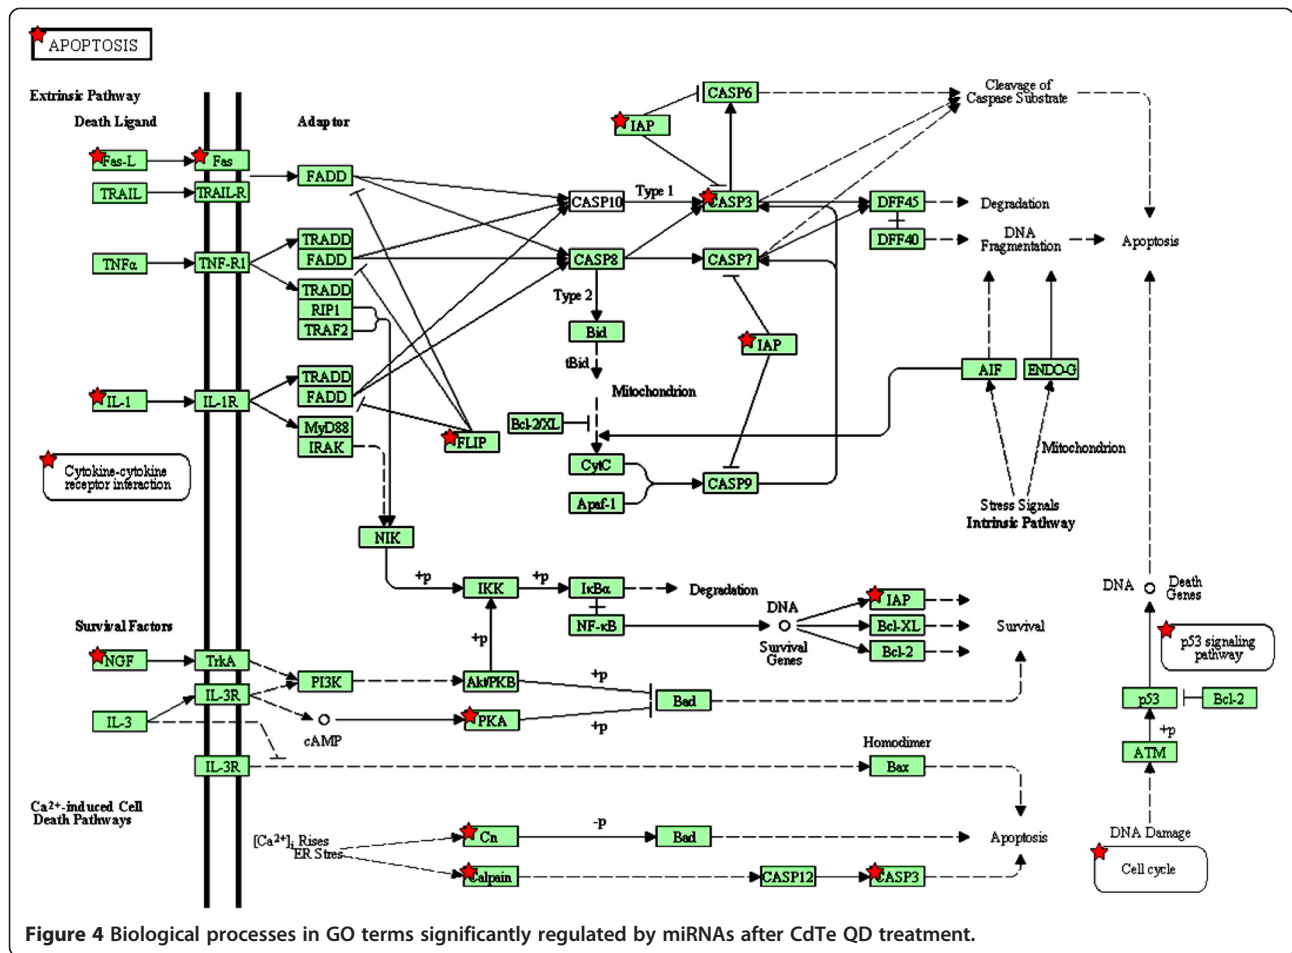 APOPTOSIS
Extrinsic Pathway
Death Ligand
Adaptor
Fas-L
Fas
FADD
TRAIL
TRAIL-R
TNFα
TNF-R1
TRADD
FADD
TRADD
RIP1
TRAF2
IL-1
IL-1R
TRADD
FADD
MyD88
IRAK
FLIP
Cytokine-cytokine
receptor interaction
CASP6
IAP
CASP10
Type 1
CASP3
CASP8
CASP7
Type 2
Bid
tBid
IAP
Mitochondrion
Bcl-2/XL
CytC
Apaf-1
CASP9
Cleavage of
Caspase Substrate
DFF45
Degradation
DFF40
DNA
Fragmentation
Apoptosis
AIF
ENDO-G
Mitochondrion
Stress Signals
Intrinsic Pathway
NIK
+p
IKK
+p
IκBα
Degradation
NF-κB
DNA
Survival
Genes
IAP
Bcl-XL
Bcl-2
Survival
+p
Survival Factors
NGF
TrkA
PI3K
Akt/PKB
+p
IL-3R
IL-3
cAMP
PKA
+p
Bad
IL-3R
Homodimer
Bax
Ca²⁺-induced Cell
Death Pathways
[Ca²⁺]i Rises
ER Stres
Cn
-p
Bad
Apoptosis
Calpain
CASP12
CASP3
DNA
Death
Genes
p53 signaling
pathway
p53
Bcl-2
+p
ATM
DNA Damage
Cell cycle
Figure 4 Biological processes in GO terms significantly regulated by miRNAs after CdTe QD treatment.